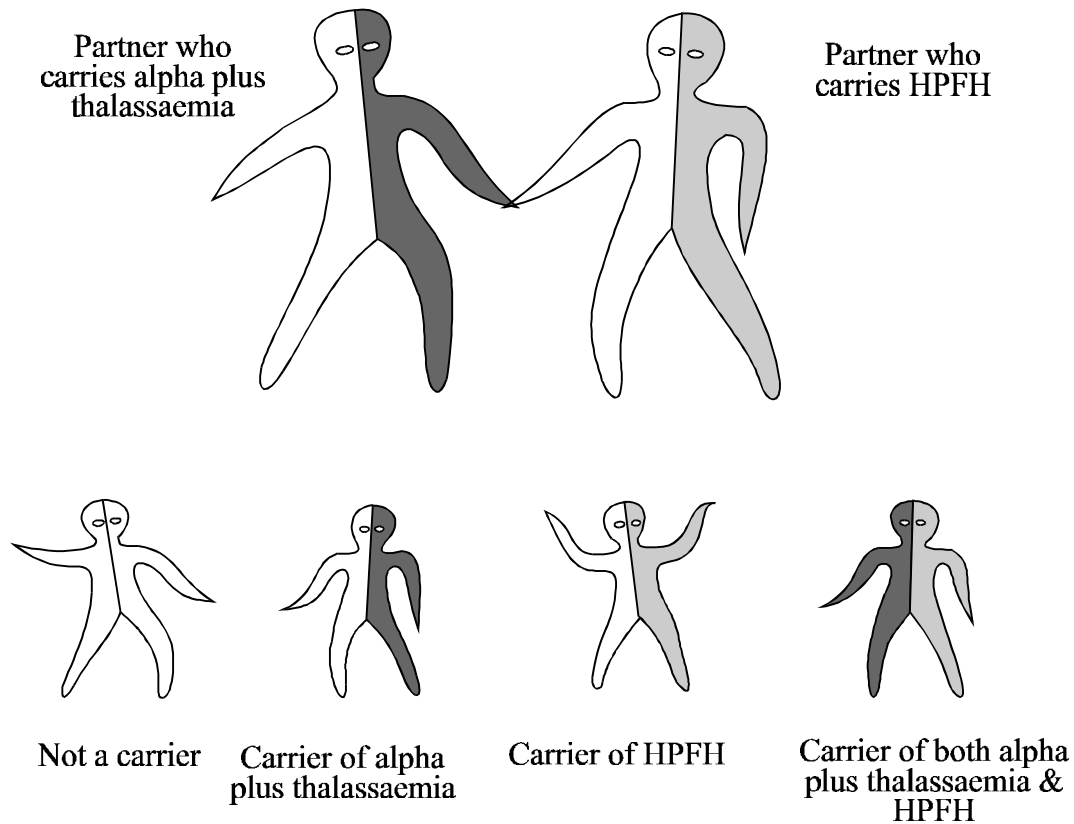 Partner who
carries alpha plus
thalassaemia
Partner who
carries HPFH
Not a carrier
Carrier of alpha
plus thalassaemia
Carrier of HPFH
Carrier of both alpha
plus thalassaemia &
HPFH